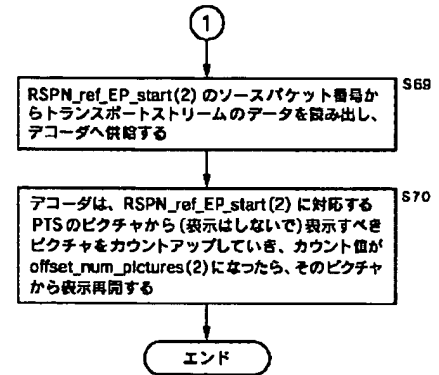 1
S69
RSPN_ref_EP_start(2) のソースパケット番号か
らトランスポートストリームのデータを読み出し、
デコーダへ供給する
S70
デコーダは、RSPN_ref_EP_start(2) に対応する
PTSのピクチャから(表示はしないで)表示すべき
ピクチャをカウントアップしていき、カウント値が
offset_num_pictures(2)になったら、そのピクチャ
から表示再開する
エンド